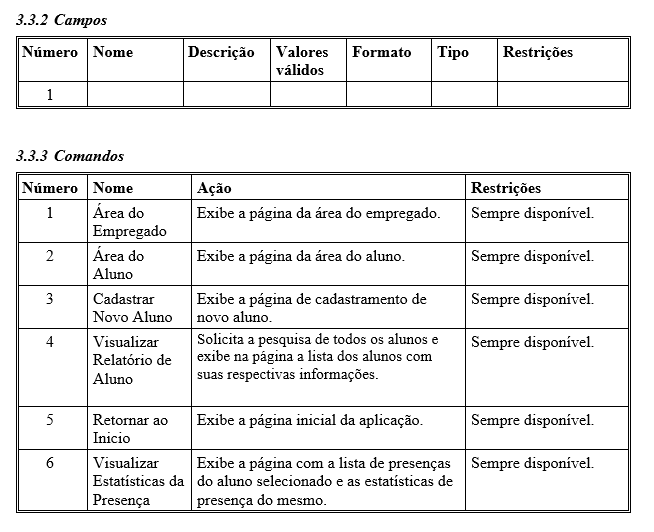 3.3.2 Campos
Número Nome Descrição Valores válidos Formato Tipo Restrições
1
3.3.3 Comandos
Número Nome Ação Restrições
1 Área do Empregado Exibe a página da área do empregado. Sempre disponível.
2 Área do Aluno Exibe a página da área do aluno. Sempre disponível.
3 Cadastrar Novo Aluno Exibe a página de cadastramento de novo aluno. Sempre disponível.
4 Visualizar Relatório de Aluno Solicita a pesquisa de todos os alunos e exibe na página a lista dos alunos com suas respectivas informações. Sempre disponível.
5 Retornar ao Inicio Exibe a página inicial da aplicação. Sempre disponível.
6 Visualizar Estatísticas da Presença Exibe a página com a lista de presenças do aluno selecionado e as estatísticas de presença do mesmo. Sempre disponível.